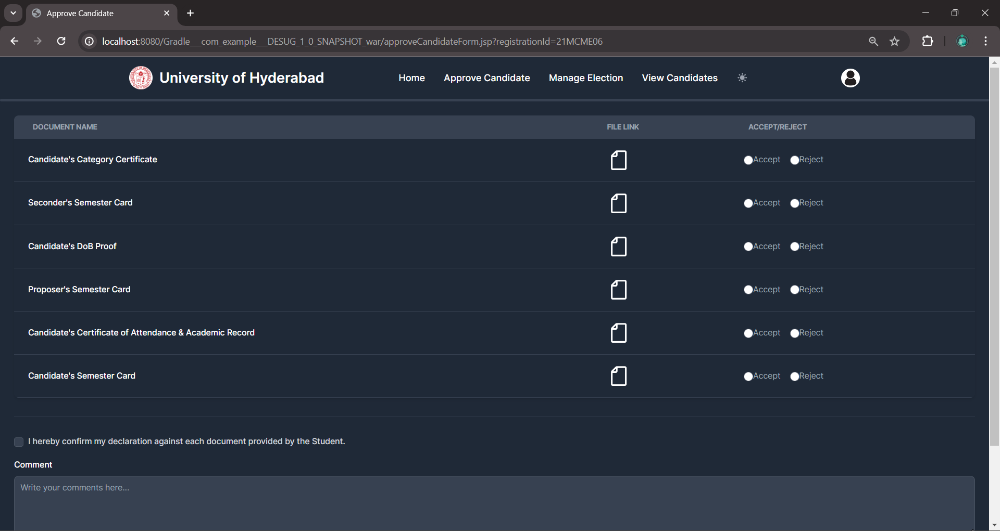 Approve Candidate
localhost:8080/Gradle___com_example___DESUG_1_0_SNAPSHOT_war/approveCandidateForm.jsp?registrationId=21MCME06
University of Hyderabad Home Approve Candidate Manage Election View Candidates
DOCUMENT NAME FILE LINK ACCEPT/REJECT
Candidate's Category Certificate Accept Reject
Seconder's Semester Card Accept Reject
Candidate's DoB Proof Accept Reject
Proposer's Semester Card Accept Reject
Candidate's Certificate of Attendance & Academic Record Accept Reject
Candidate's Semester Card Accept Reject
I hereby confirm my declaration against each document provided by the Student.
Comment
Write your comments here...